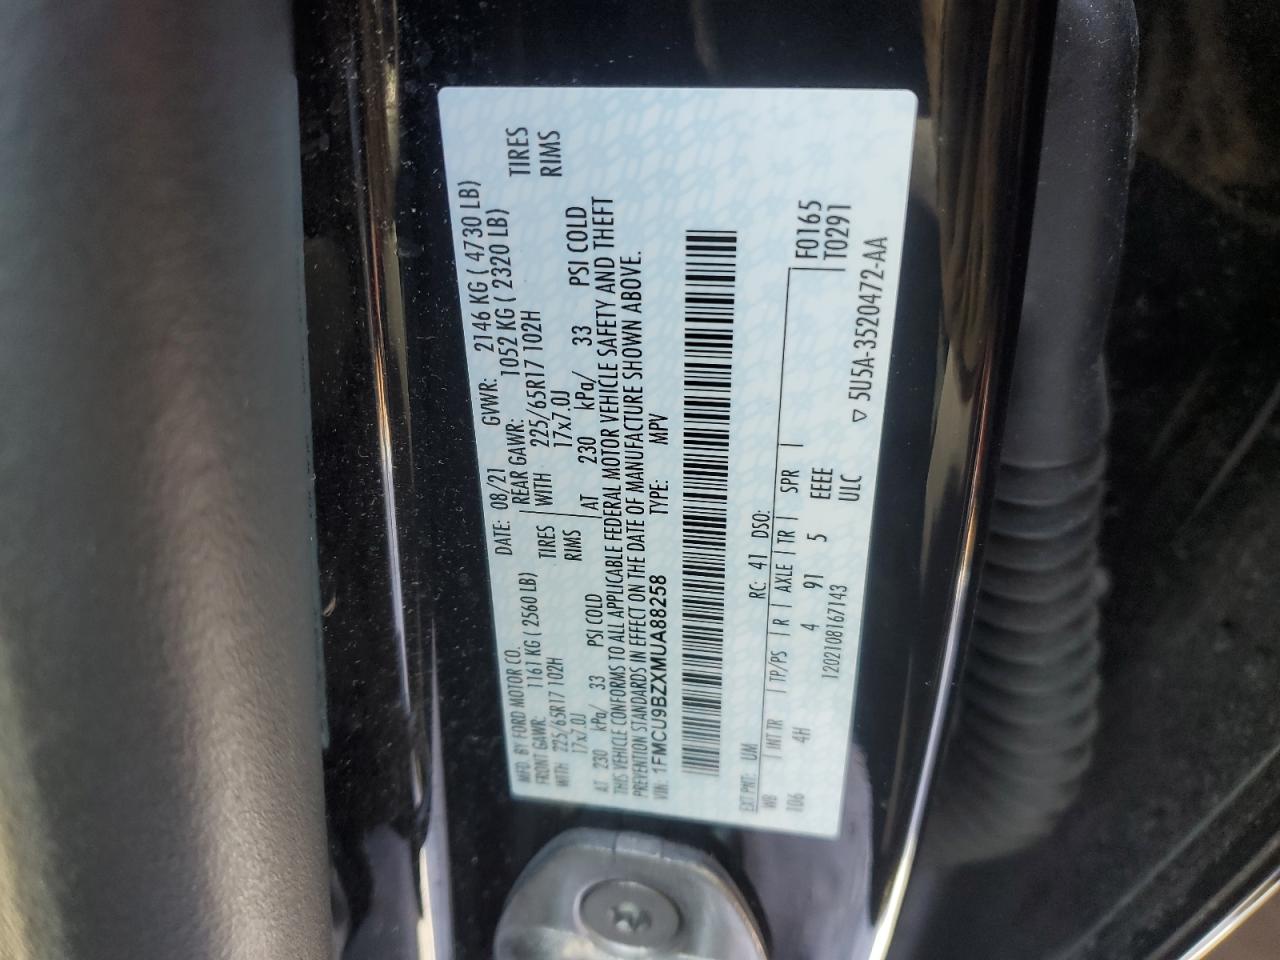 MFD. BY FORD MOTOR CO.
DATE: 08/21 GVWR: 2146 KG ( 4730 LB)
FRONT GAWR: 1161 KG ( 2560 LB) REAR GAWR: 1052 KG ( 2320 LB)
WITH 225/65R17 102H TIRES WITH 225/65R17 102H TIRES
17x7.0J RIMS 17x7.0J RIMS
AT 230 kPa/ 33 PSI COLD AT 230 kPa/ 33 PSI COLD
THIS VEHICLE CONFORMS TO ALL APPLICABLE FEDERAL MOTOR VEHICLE SAFETY AND THEFT
PREVENTION STANDARDS IN EFFECT ON THE DATE OF MANUFACTURE SHOWN ABOVE.
VIN: 1FMCU9BZXMUA88258 TYPE: MPV
EXT PNT: UM RC: 41 DSO:
WB INT TR TP/PS R AXLE TR SPR F0165
106 4H 4 91 5 EEEE T0291
120210816​7143 ULC
▽ 5U5A-3520472-AA